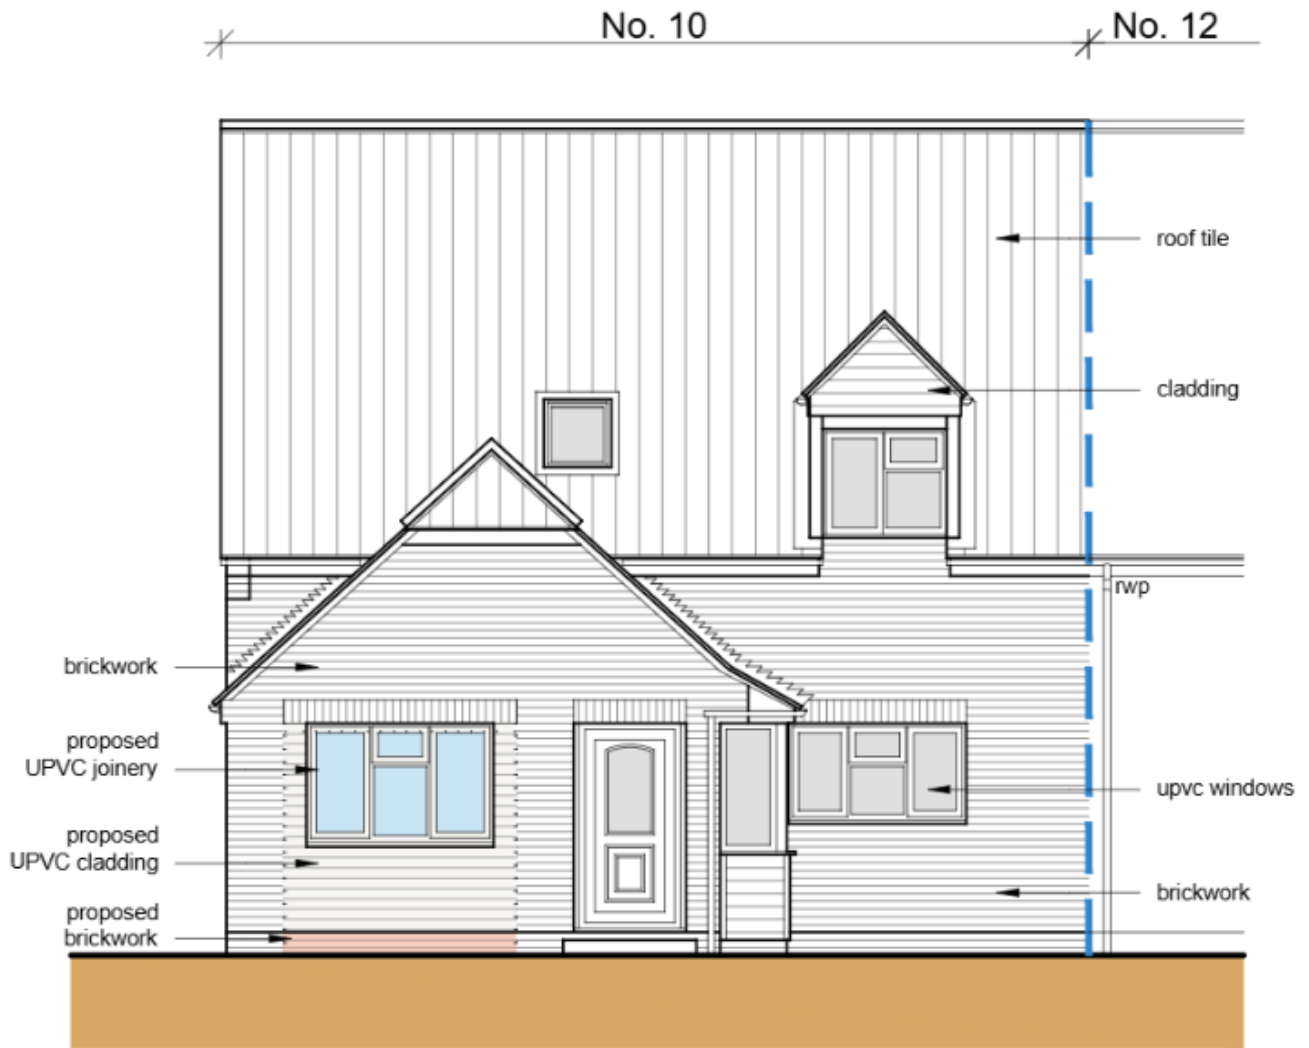 No. 10
No. 12
roof tile
cladding
rwp
brickwork
proposed
UPVC joinery
upvc windows
proposed
UPVC cladding
brickwork
proposed
brickwork